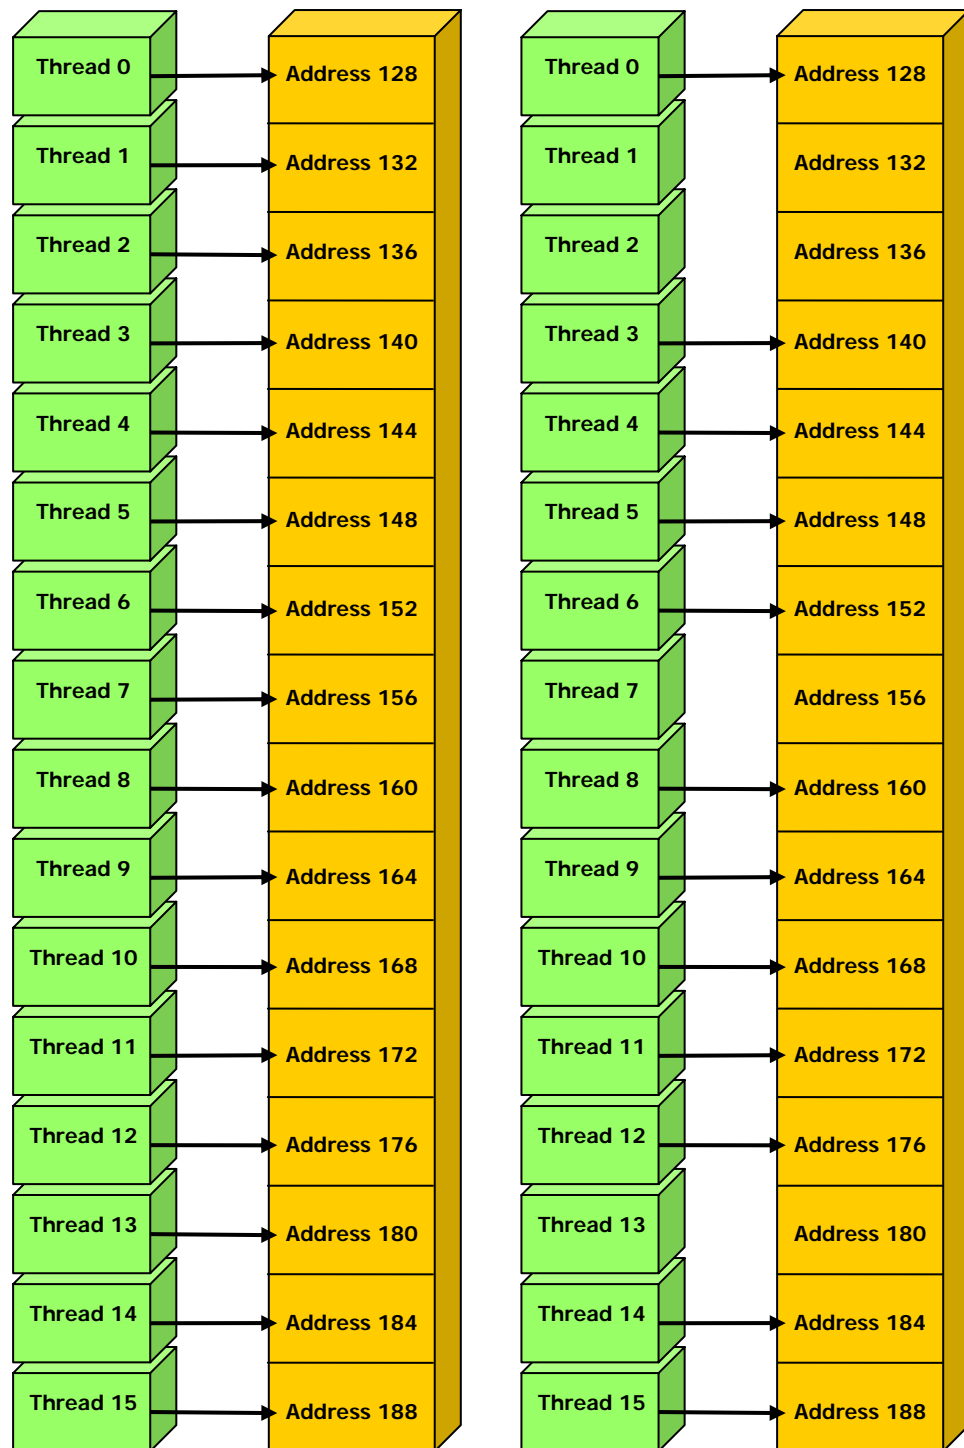 Thread 0 Address 128 Thread 0 Address 128
Thread 1 Address 132 Thread 1 Address 132
Thread 2 Address 136 Thread 2 Address 136
Thread 3 Address 140 Thread 3 Address 140
Thread 4 Address 144 Thread 4 Address 144
Thread 5 Address 148 Thread 5 Address 148
Thread 6 Address 152 Thread 6 Address 152
Thread 7 Address 156 Thread 7 Address 156
Thread 8 Address 160 Thread 8 Address 160
Thread 9 Address 164 Thread 9 Address 164
Thread 10 Address 168 Thread 10 Address 168
Thread 11 Address 172 Thread 11 Address 172
Thread 12 Address 176 Thread 12 Address 176
Thread 13 Address 180 Thread 13 Address 180
Thread 14 Address 184 Thread 14 Address 184
Thread 15 Address 188 Thread 15 Address 188